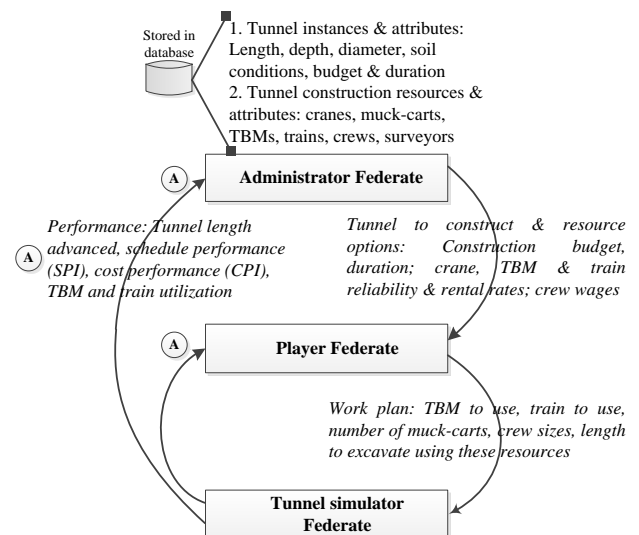 Stored in
database
1. Tunnel instances & attributes:
Length, depth, diameter, soil
conditions, budget & duration
2. Tunnel construction resources &
attributes: cranes, muck-carts,
TBMs, trains, crews, surveyors
A
Administrator Federate
Performance: Tunnel length
advanced, schedule performance
(SPI), cost performance (CPI),
TBM and train utilization
A
Tunnel to construct & resource
options: Construction budget,
duration; crane, TBM & train
reliability & rental rates; crew wages
A
Player Federate
Work plan: TBM to use, train to use,
number of muck-carts, crew sizes, length
to excavate using these resources
Tunnel simulator
Federate